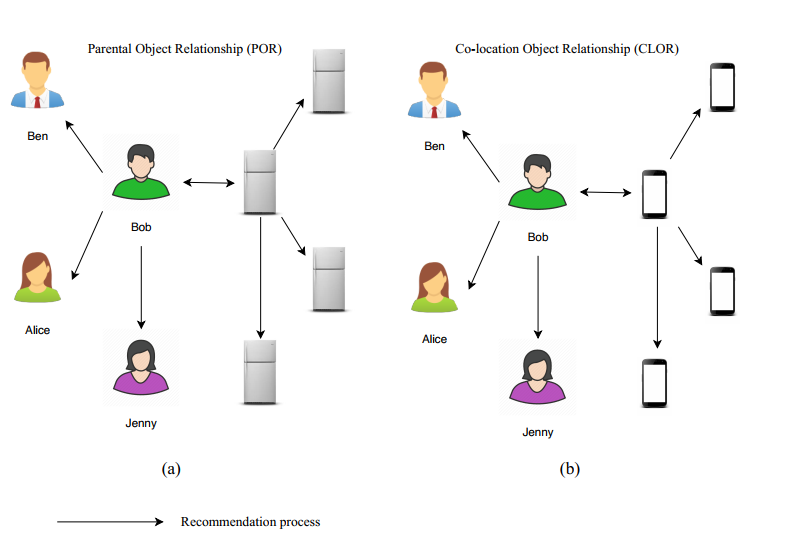 Parental Object Relationship (POR)
Co-location Object Relationship (CLOR)
Ben
Bob
Alice
Jenny
Ben
Bob
Alice
Jenny
(a)
(b)
Recommendation process